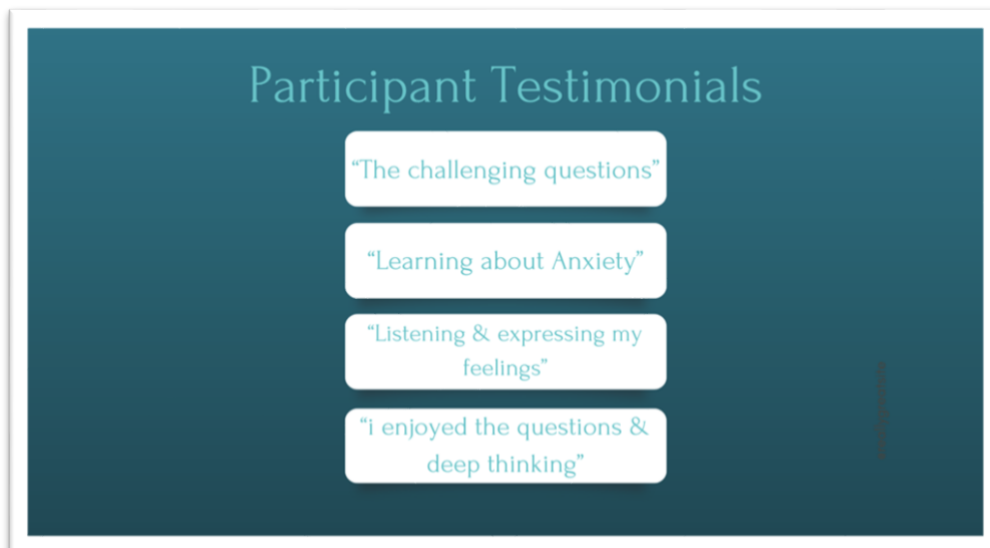 Participant Testimonials
“The challenging questions”
“Learning about Anxiety”
“Listening & expressing my
feelings”
“i enjoyed the questions &
deep thinking”